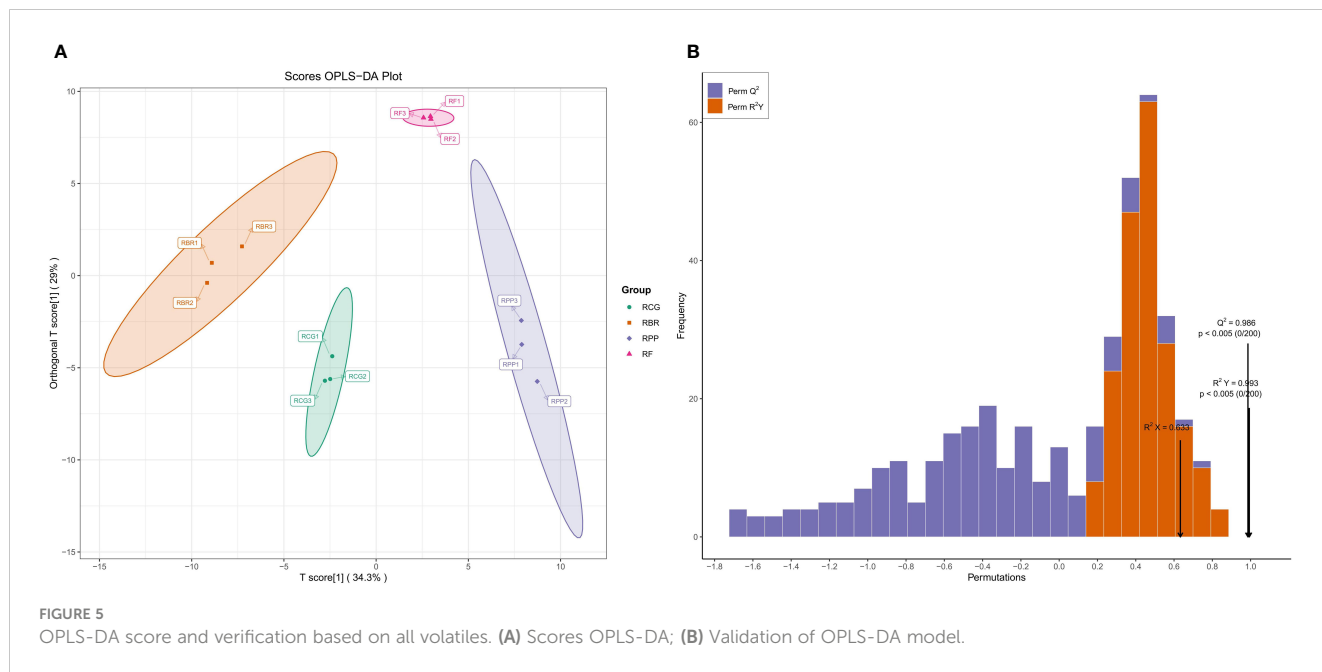 A
Scores OPLS−DA Plot
10
5
0
−5
−10
−15
Orthogonal T score[1] ( 29% )
RF1
RF3
RF2
RBR3
RBR1
RBR2
RCG1
RCG2
RCG3
RPP3
RPP1
RPP2
−15
−10
−5
0
5
10
T score[1] ( 34.3% )
Group
RCG
RBR
RPP
RF
B
Perm Q²
Perm R²Y
60
40
20
0
Frequency
Q² = 0.986
p < 0.005 (0/200)
R² Y = 0.993
p < 0.005 (0/200)
R² X = 0.633
−1.8 −1.6 −1.4 −1.2 −1.0 −0.8 −0.6 −0.4 −0.2 0.0 0.2 0.4 0.6 0.8 1.0
Permutations
FIGURE 5
OPLS-DA score and verification based on all volatiles. (A) Scores OPLS-DA; (B) Validation of OPLS-DA model.